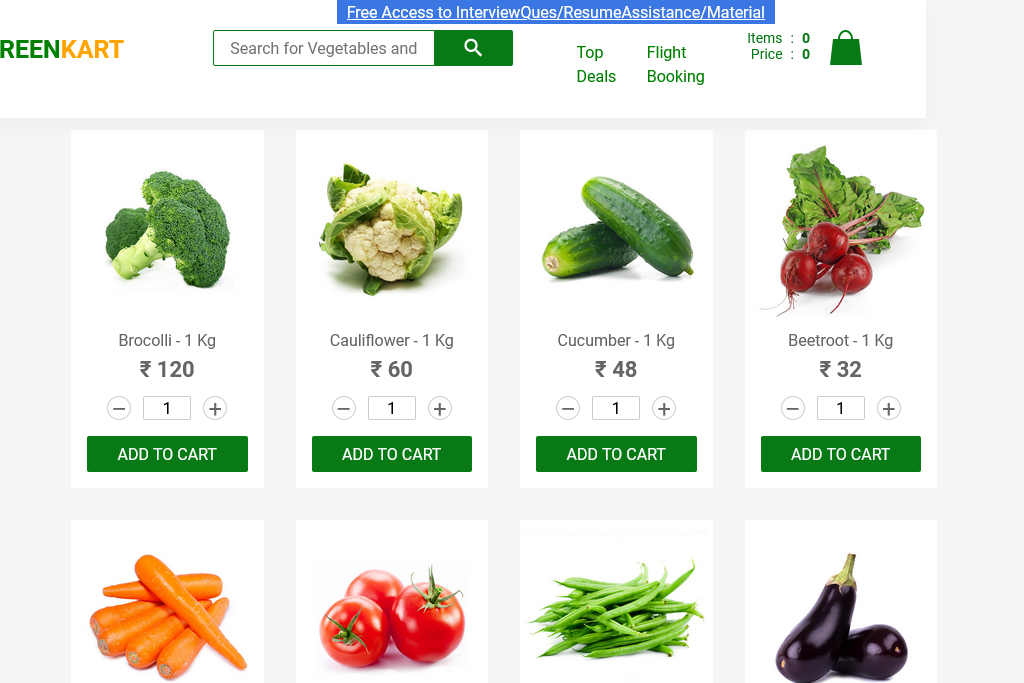 Free Access to InterviewQues/ResumeAssistance/Material
REENKART
Search for Vegetables and
Top
Deals
Flight
Booking
Items : 0
Price : 0
Brocolli - 1 Kg
₹ 120
1
ADD TO CART
Cauliflower - 1 Kg
₹ 60
1
ADD TO CART
Cucumber - 1 Kg
₹ 48
1
ADD TO CART
Beetroot - 1 Kg
₹ 32
1
ADD TO CART